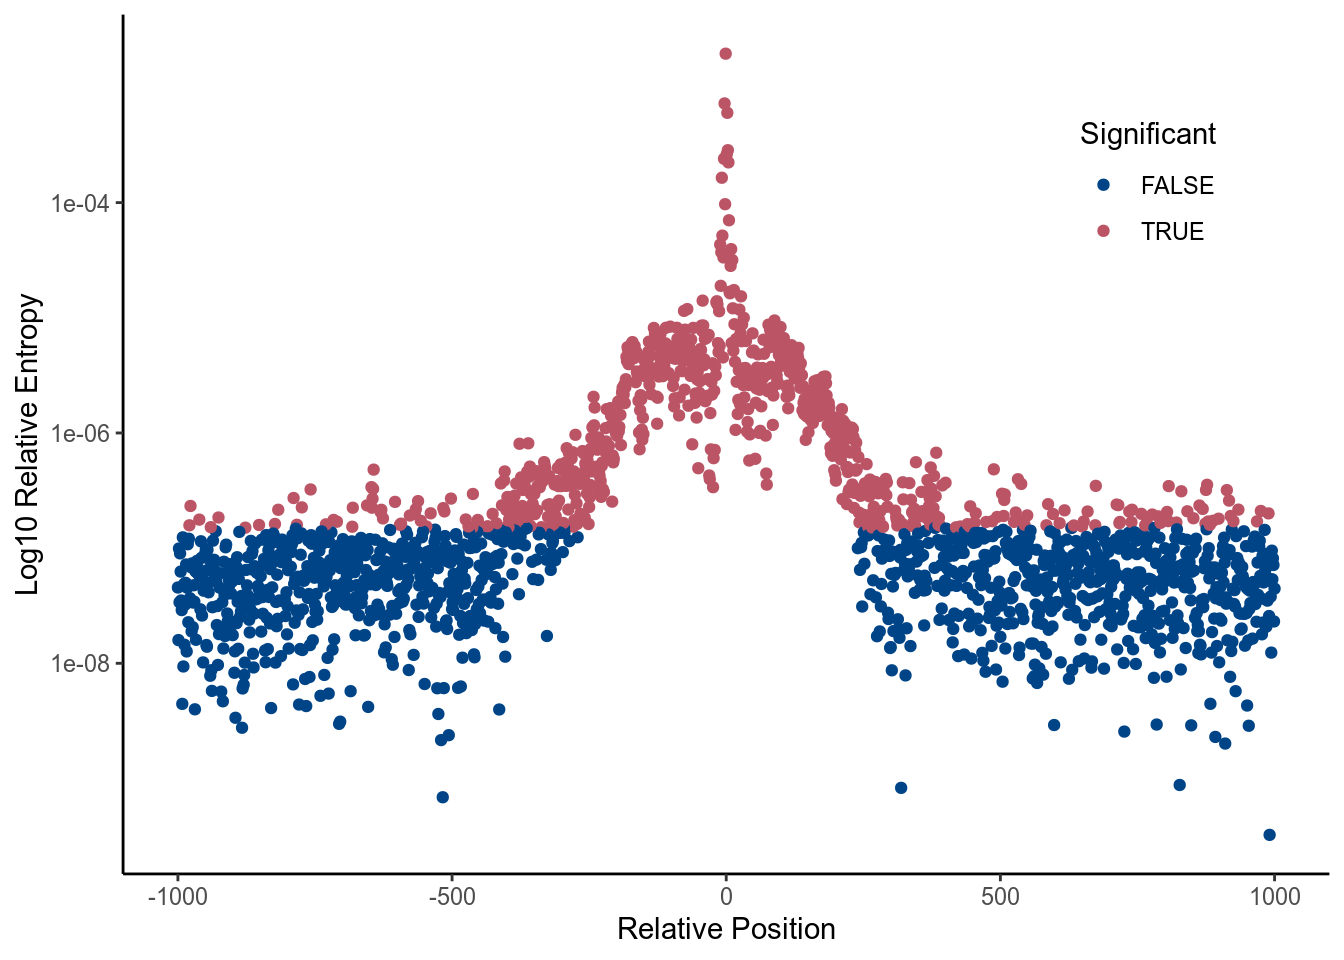 Significant
FALSE
TRUE
Log10 Relative Entropy
1e-04
1e-06
1e-08
-1000
-500
0
500
1000
Relative Position